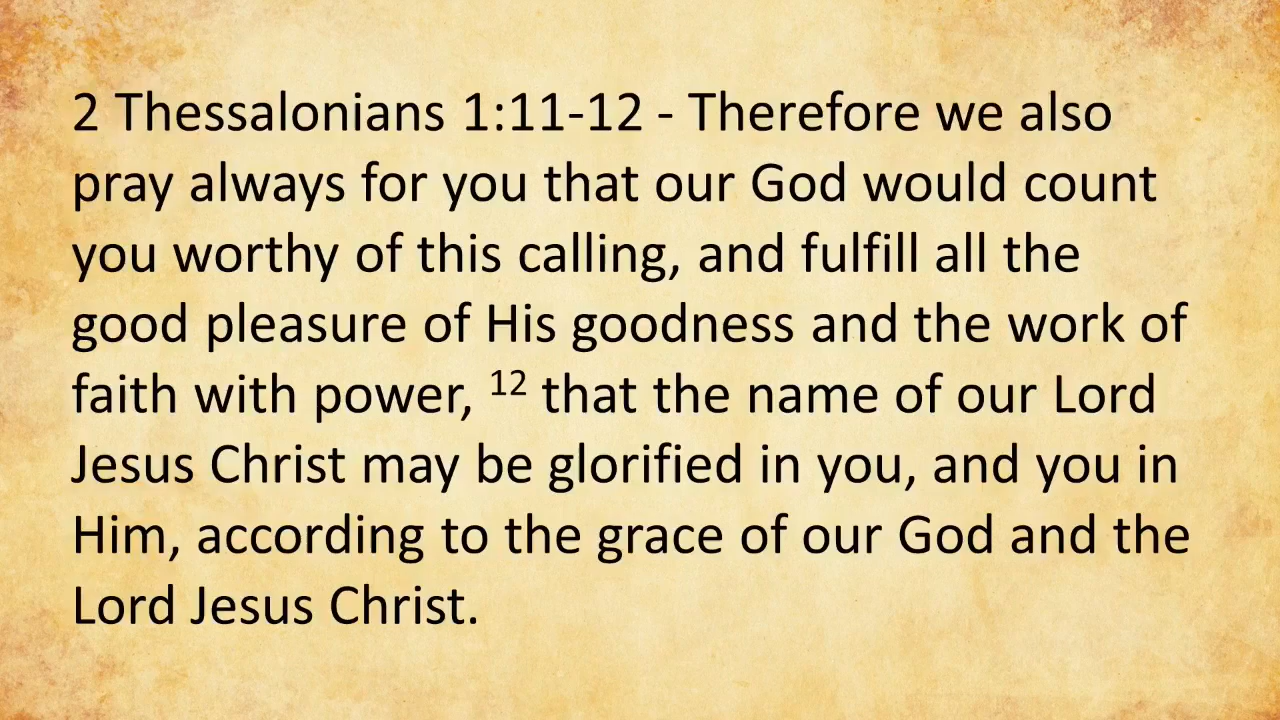 2 Thessalonians 1:11-12 - Therefore we also
pray always for you that our God would count
you worthy of this calling, and fulfill all the
good pleasure of His goodness and the work of
faith with power, 12 that the name of our Lord
Jesus Christ may be glorified in you, and you in
Him, according to the grace of our God and the
Lord Jesus Christ.